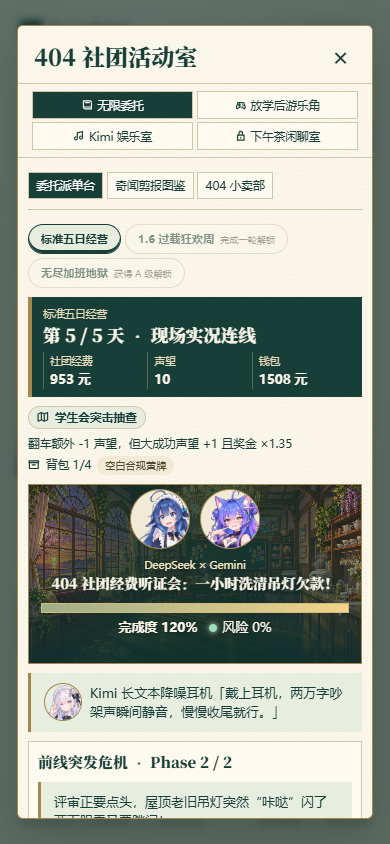 404 社团活动室
无限委托
放学后游乐角
Kimi 娱乐室
下午茶闲聊室
委托派单台
奇闻剪报图鉴
404 小卖部
标准五日经营
1.6 过载狂欢周 完成一轮解锁
无尽加班地狱 获得 A 级解锁
标准五日经营
第 5 / 5 天 · 现场实况连线
社团经费
声望
钱包
953 元
10
1508 元
学生会突击抽查
翻车额外 -1 声望，但大成功声望 +1 且奖金 ×1.35
背包 1/4 空白合规黄牌
DeepSeek × Gemini
404 社团经费听证会：一小时洗清吊灯欠款！
完成度 120% 风险 0%
Kimi 长文本降噪耳机「戴上耳机，两万字吵
架声瞬间静音，慢慢收尾就行。」
前线突发危机 · Phase 2 / 2
评审正要点头，屋顶老旧吊灯突然“咔哒”闪了